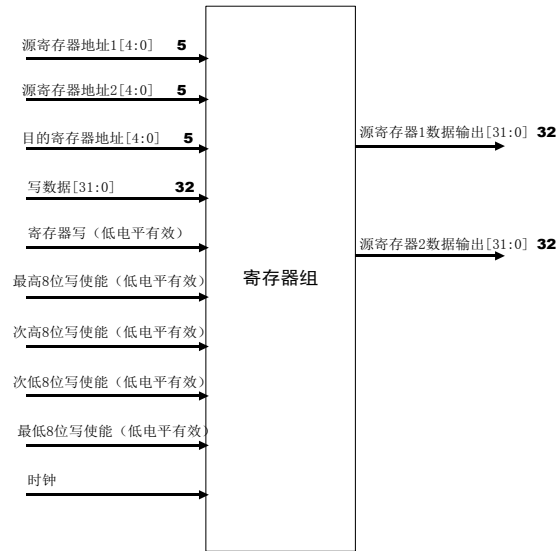 源寄存器地址1[4:0] 5
源寄存器地址2[4:0] 5
目的寄存器地址[4:0] 5
源寄存器1数据输出[31:0] 32
写数据[31:0] 32
寄存器写（低电平有效）
源寄存器2数据输出[31:0] 32
最高8位写使能（低电平有效）
寄存器组
次高8位写使能（低电平有效）
次低8位写使能（低电平有效）
最低8位写使能（低电平有效）
时钟